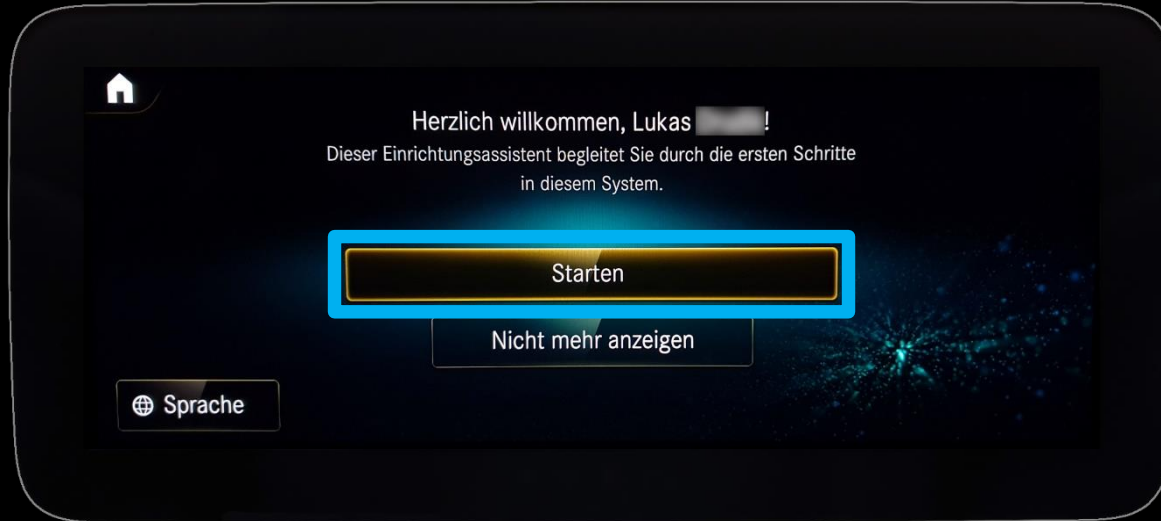 Herzlich willkommen, Lukas !
Dieser Einrichtungsassistent begleitet Sie durch die ersten Schritte
in diesem System.
Starten
Nicht mehr anzeigen
Sprache